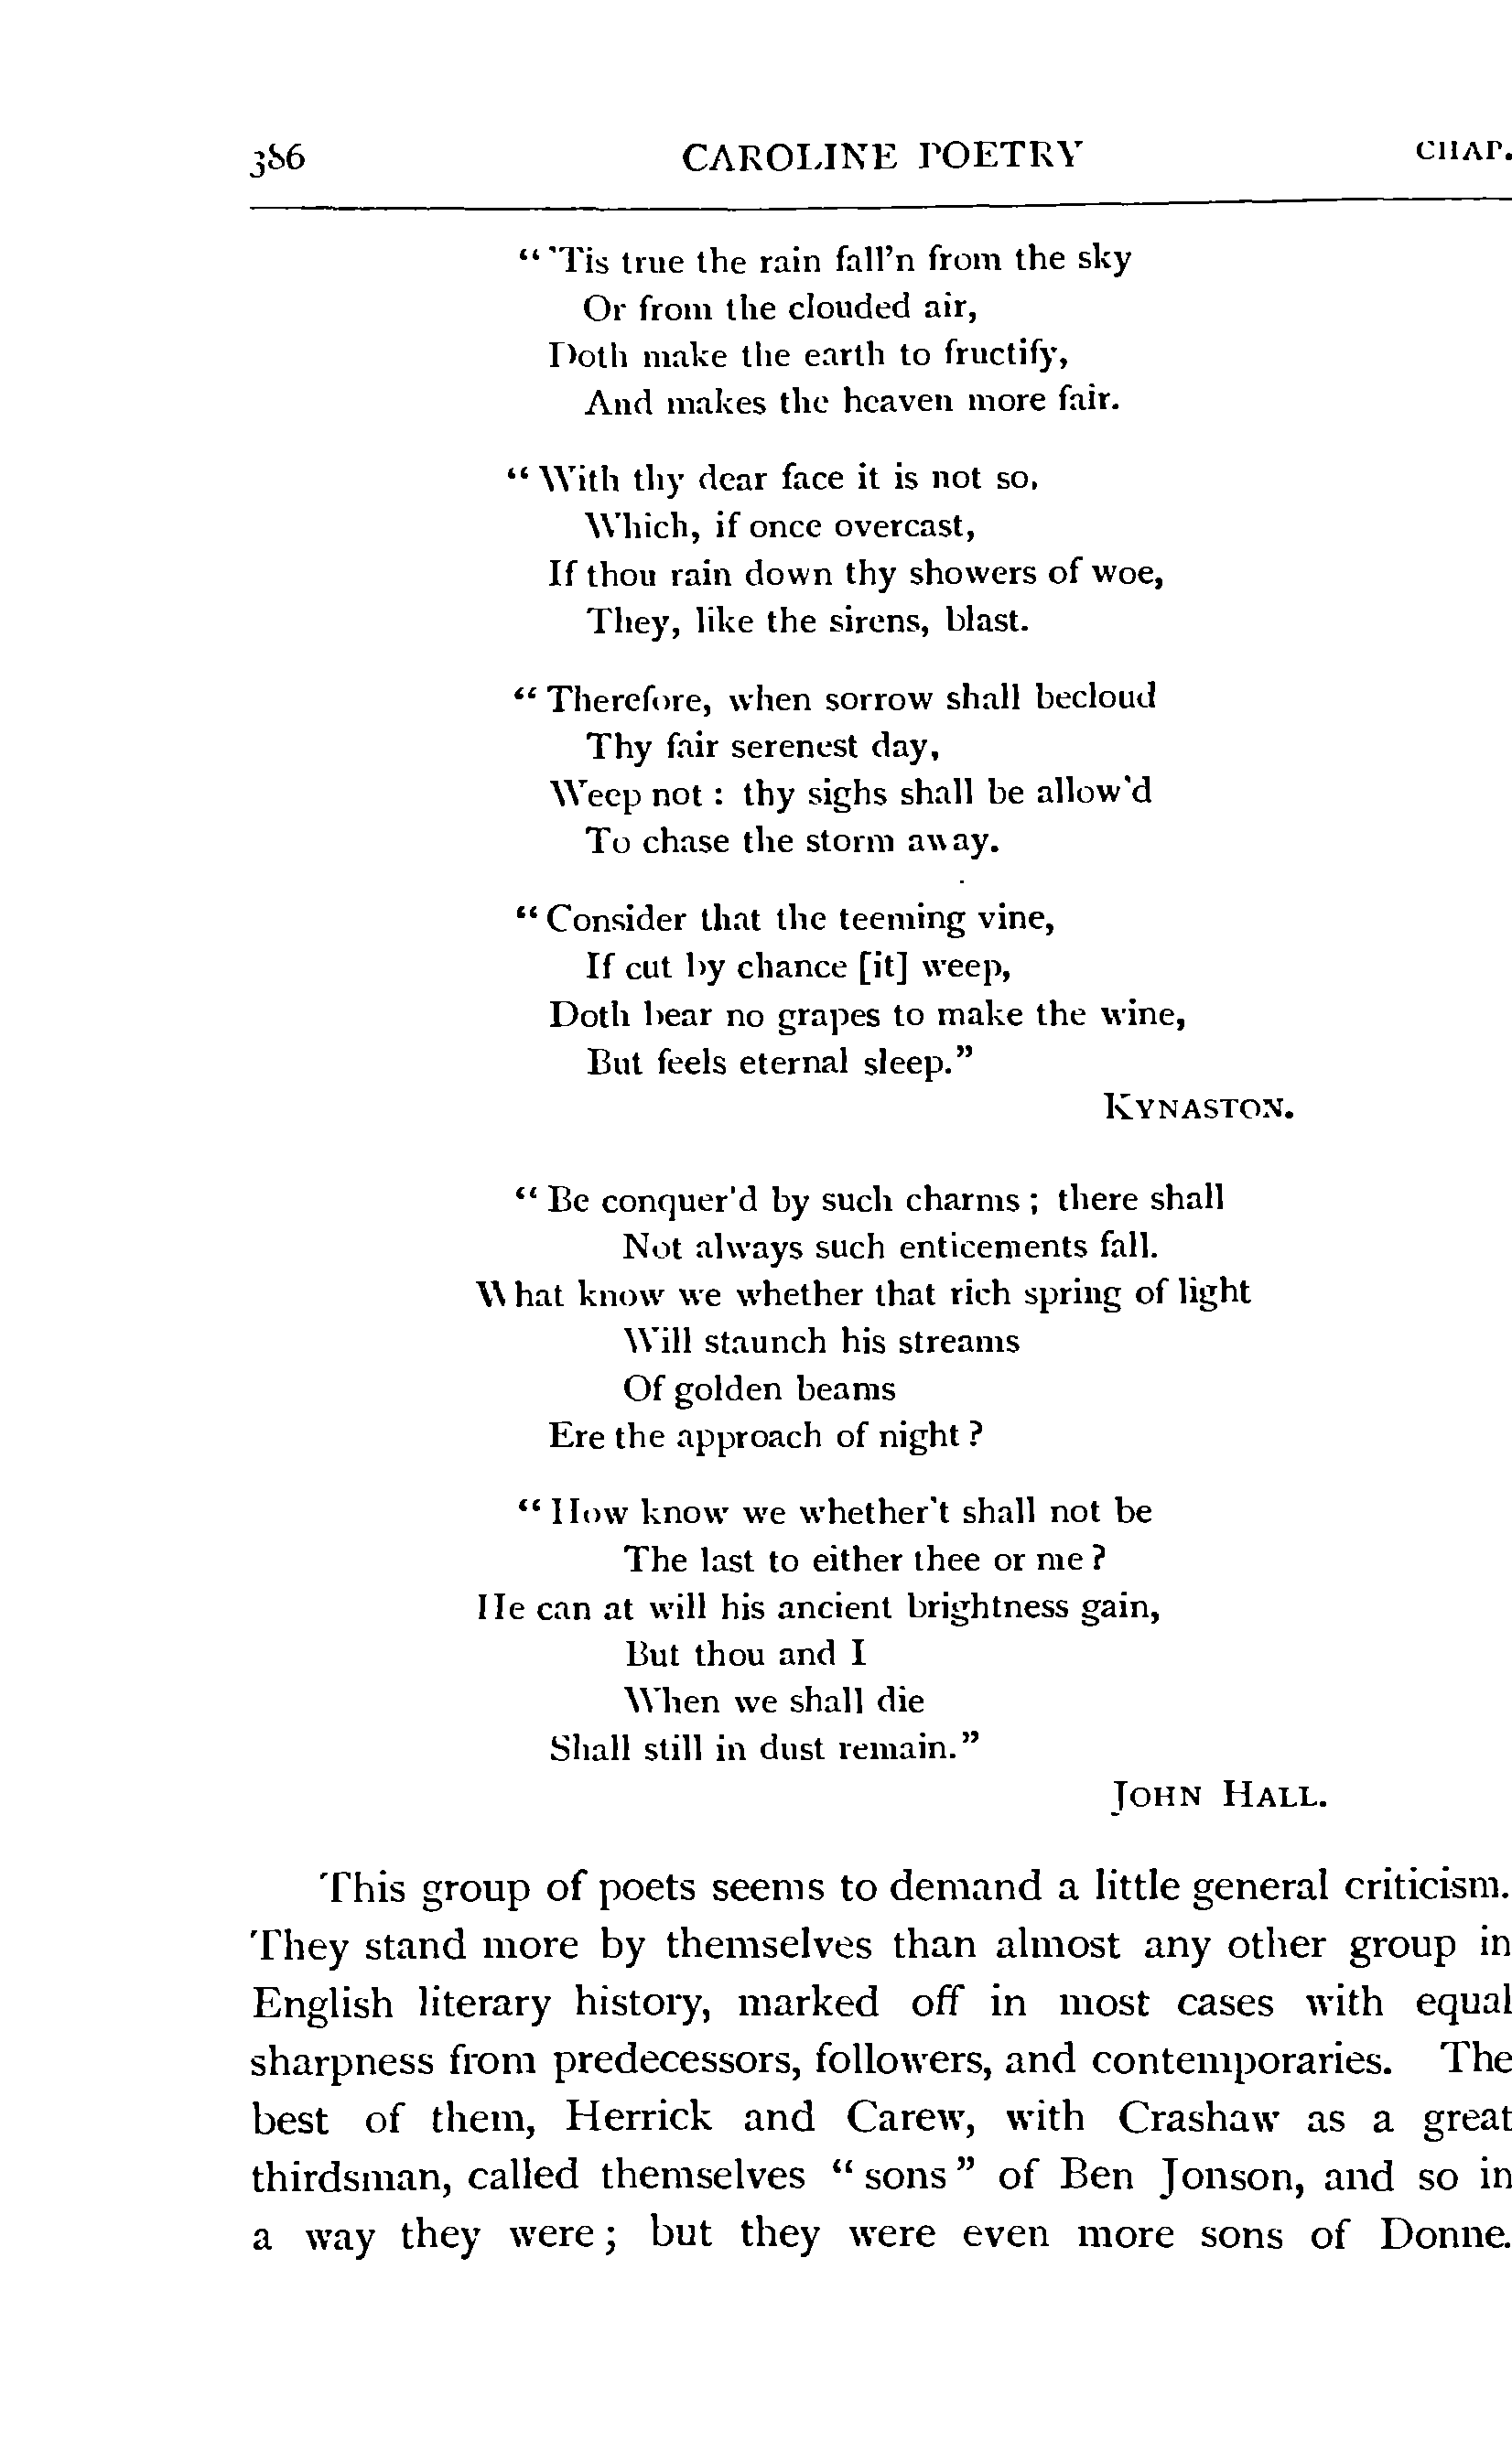 386 CAROLINE POETRY CHAP.
“ 'Tis true the rain fall'n from the sky
Or from the clouded air,
Doth make the earth to fructify,
And makes the heaven more fair.
“ With thy dear face it is not so,
Which, if once overcast,
If thou rain down thy showers of woe,
They, like the sirens, blast.
“ Therefore, when sorrow shall becloud
Thy fair serenest day,
Weep not : thy sighs shall be allow'd
To chase the storm away.
“ Consider that the teeming vine,
If cut by chance [it] weep,
Doth bear no grapes to make the wine,
But feels eternal sleep.”
KYNASTON.
“ Be conquer'd by such charms ; there shall
Not always such enticements fall.
What know we whether that rich spring of light
Will staunch his streams
Of golden beams
Ere the approach of night ?
“ How know we whether't shall not be
The last to either thee or me ?
He can at will his ancient brightness gain,
But thou and I
When we shall die
Shall still in dust remain.”
JOHN HALL.
This group of poets seems to demand a little general criticism.
They stand more by themselves than almost any other group in
English literary history, marked off in most cases with equal
sharpness from predecessors, followers, and contemporaries. The
best of them, Herrick and Carew, with Crashaw as a great
thirdsman, called themselves “ sons ” of Ben Jonson, and so in
a way they were ; but they were even more sons of Donne.